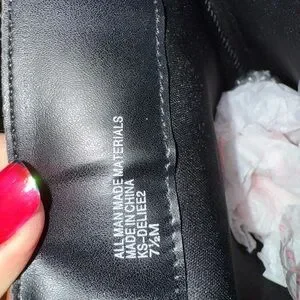 ALL MAN MADE MATERIALS
MADE IN CHINA
KS-DELIEE2
7½M